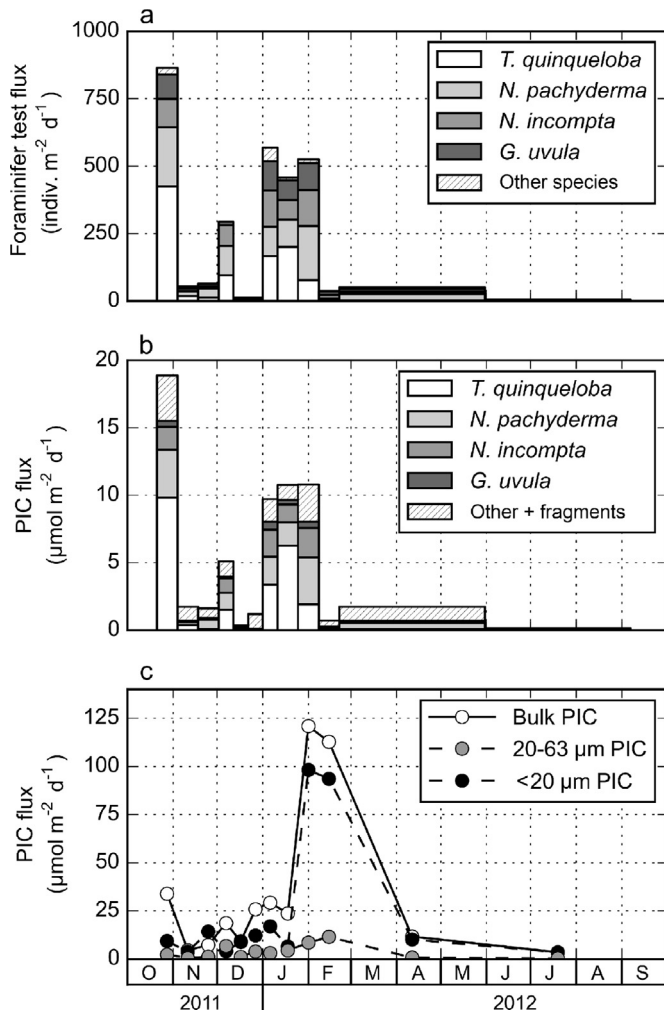 a
1000
750
500
250
0
Foraminifer test flux
(indiv. m⁻² d⁻¹)
T. quinqueloba
N. pachyderma
N. incompta
G. uvula
Other species
b
20
15
10
5
0
PIC flux
(µmol m⁻² d⁻¹)
T. quinqueloba
N. pachyderma
N. incompta
G. uvula
Other + fragments
c
125
100
75
50
25
0
PIC flux
(µmol m⁻² d⁻¹)
Bulk PIC
20-63 µm PIC
<20 µm PIC
O N D J F M A M J J A S
2011 2012